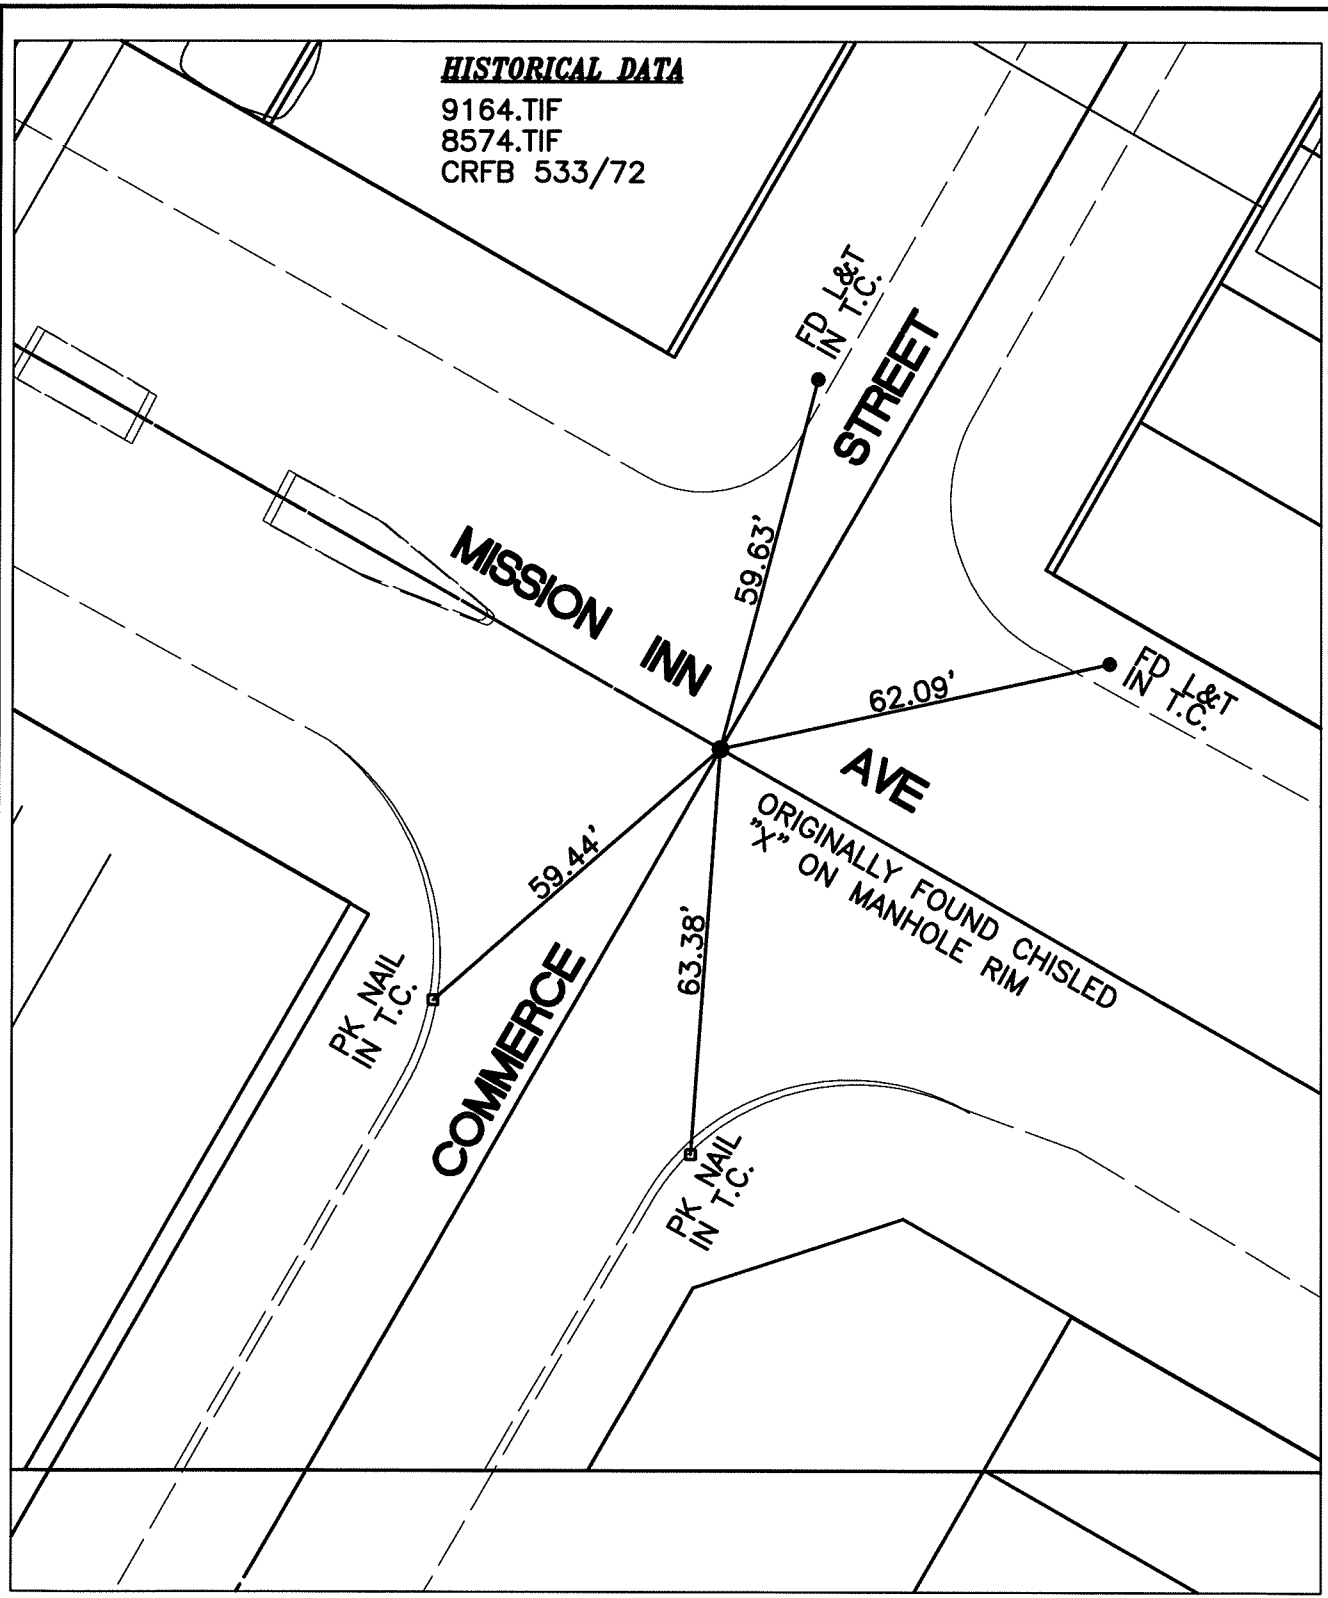 HISTORICAL DATA
9164.TIF
8574.TIF
CRFB 533/72
FD L&T
IN T.C.
STREET
59.63'
MISSION INN
AVE
62.09'
FD L&T
IN T.C.
ORIGINALLY FOUND CHISLED
"X" ON MANHOLE RIM
59.44'
63.38'
PK NAIL
IN T.C.
COMMERCE
PK NAIL
IN T.C.